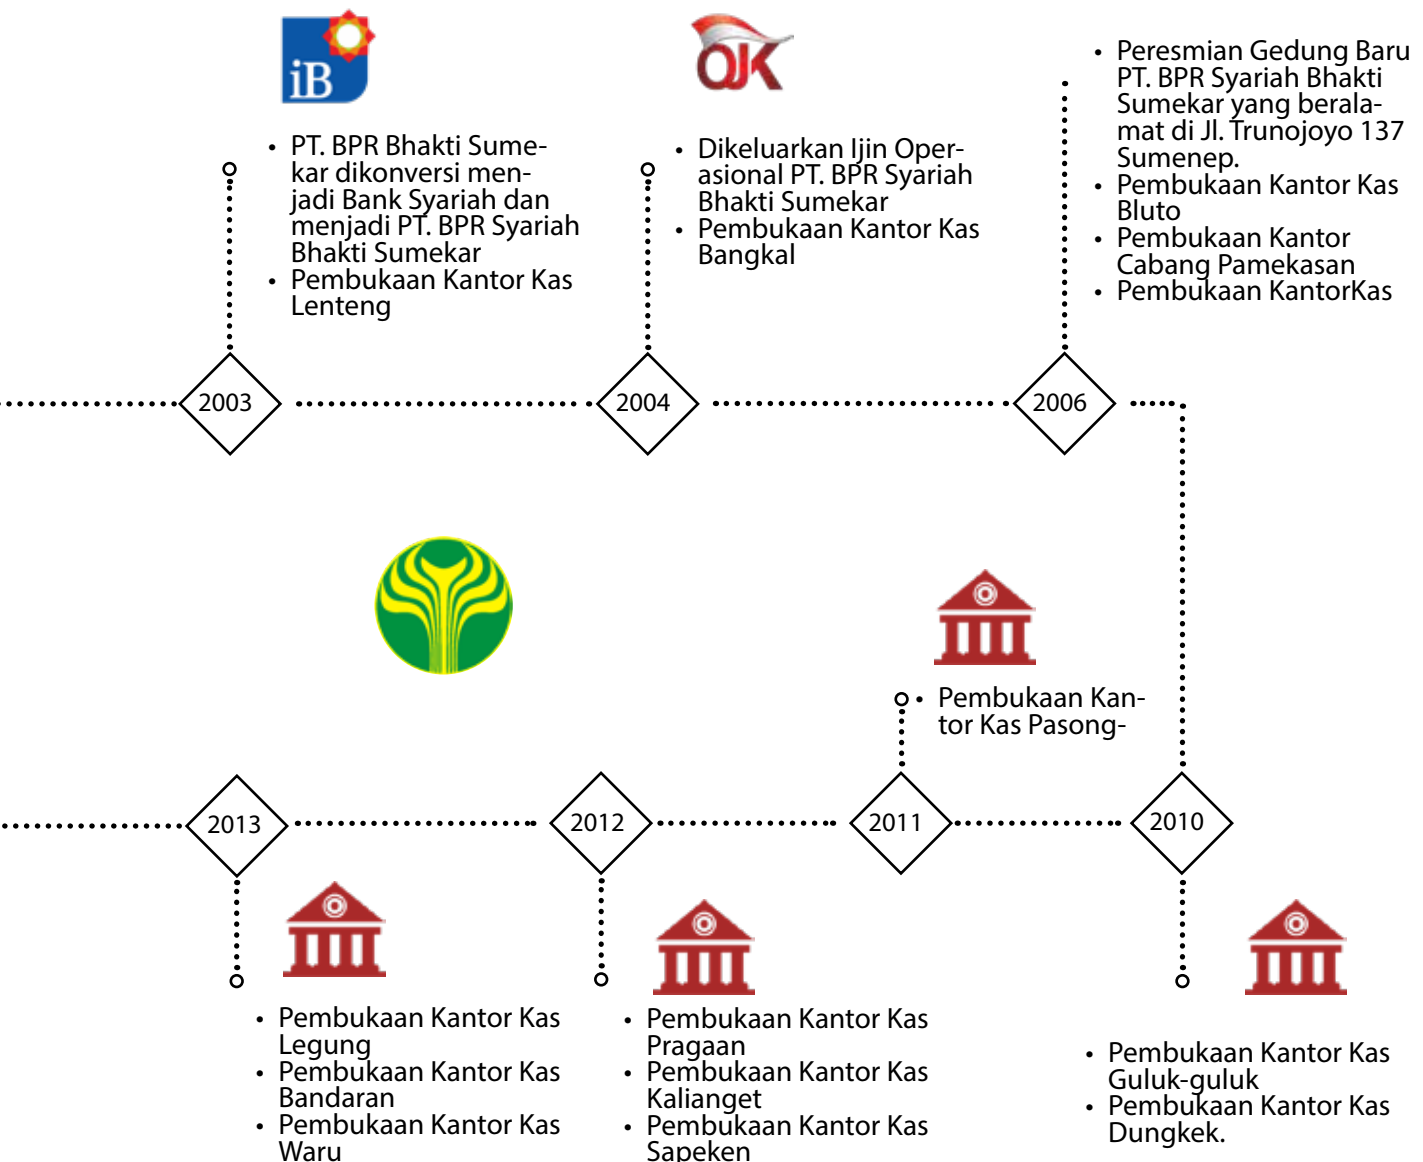 iB
OJK
• PT. BPR Bhakti Sume-
kar dikonversi men-
jadi Bank Syariah dan
menjadi PT. BPR Syariah
Bhakti Sumekar
• Pembukaan Kantor Kas
Lenteng
• Dikeluarkan Ijin Oper-
asional PT. BPR Syariah
Bhakti Sumekar
• Pembukaan Kantor Kas
Bangkal
• Peresmian Gedung Baru
PT. BPR Syariah Bhakti
Sumekar yang berala-
mat di Jl. Trunojoyo 137
Sumenep.
• Pembukaan Kantor Kas
Bluto
• Pembukaan Kantor
Cabang Pamekasan
• Pembukaan KantorKas
2003
2004
2006
• Pembukaan Kan-
tor Kas Pasong-
2013
2012
2011
2010
• Pembukaan Kantor Kas
Legung
• Pembukaan Kantor Kas
Bandaran
• Pembukaan Kantor Kas
Waru
• Pembukaan Kantor Kas
Pragaan
• Pembukaan Kantor Kas
Kalianget
• Pembukaan Kantor Kas
Sapeken
• Pembukaan Kantor Kas
Guluk-guluk
• Pembukaan Kantor Kas
Dungkek.